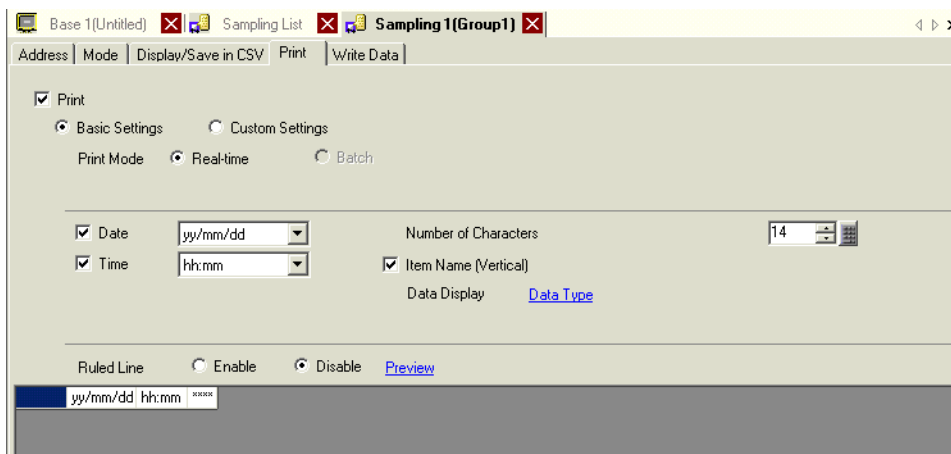 Base 1(Untitled) Sampling List Sampling 1(Group1)
Address Mode Display/Save in CSV Print Write Data
Print
Basic Settings Custom Settings
Print Mode Real-time Batch
Date yy/mm/dd Number of Characters 14
Time hh:mm Item Name (Vertical)
Data Display Data Type
Ruled Line Enable Disable Preview
yy/mm/dd hh:mm ****